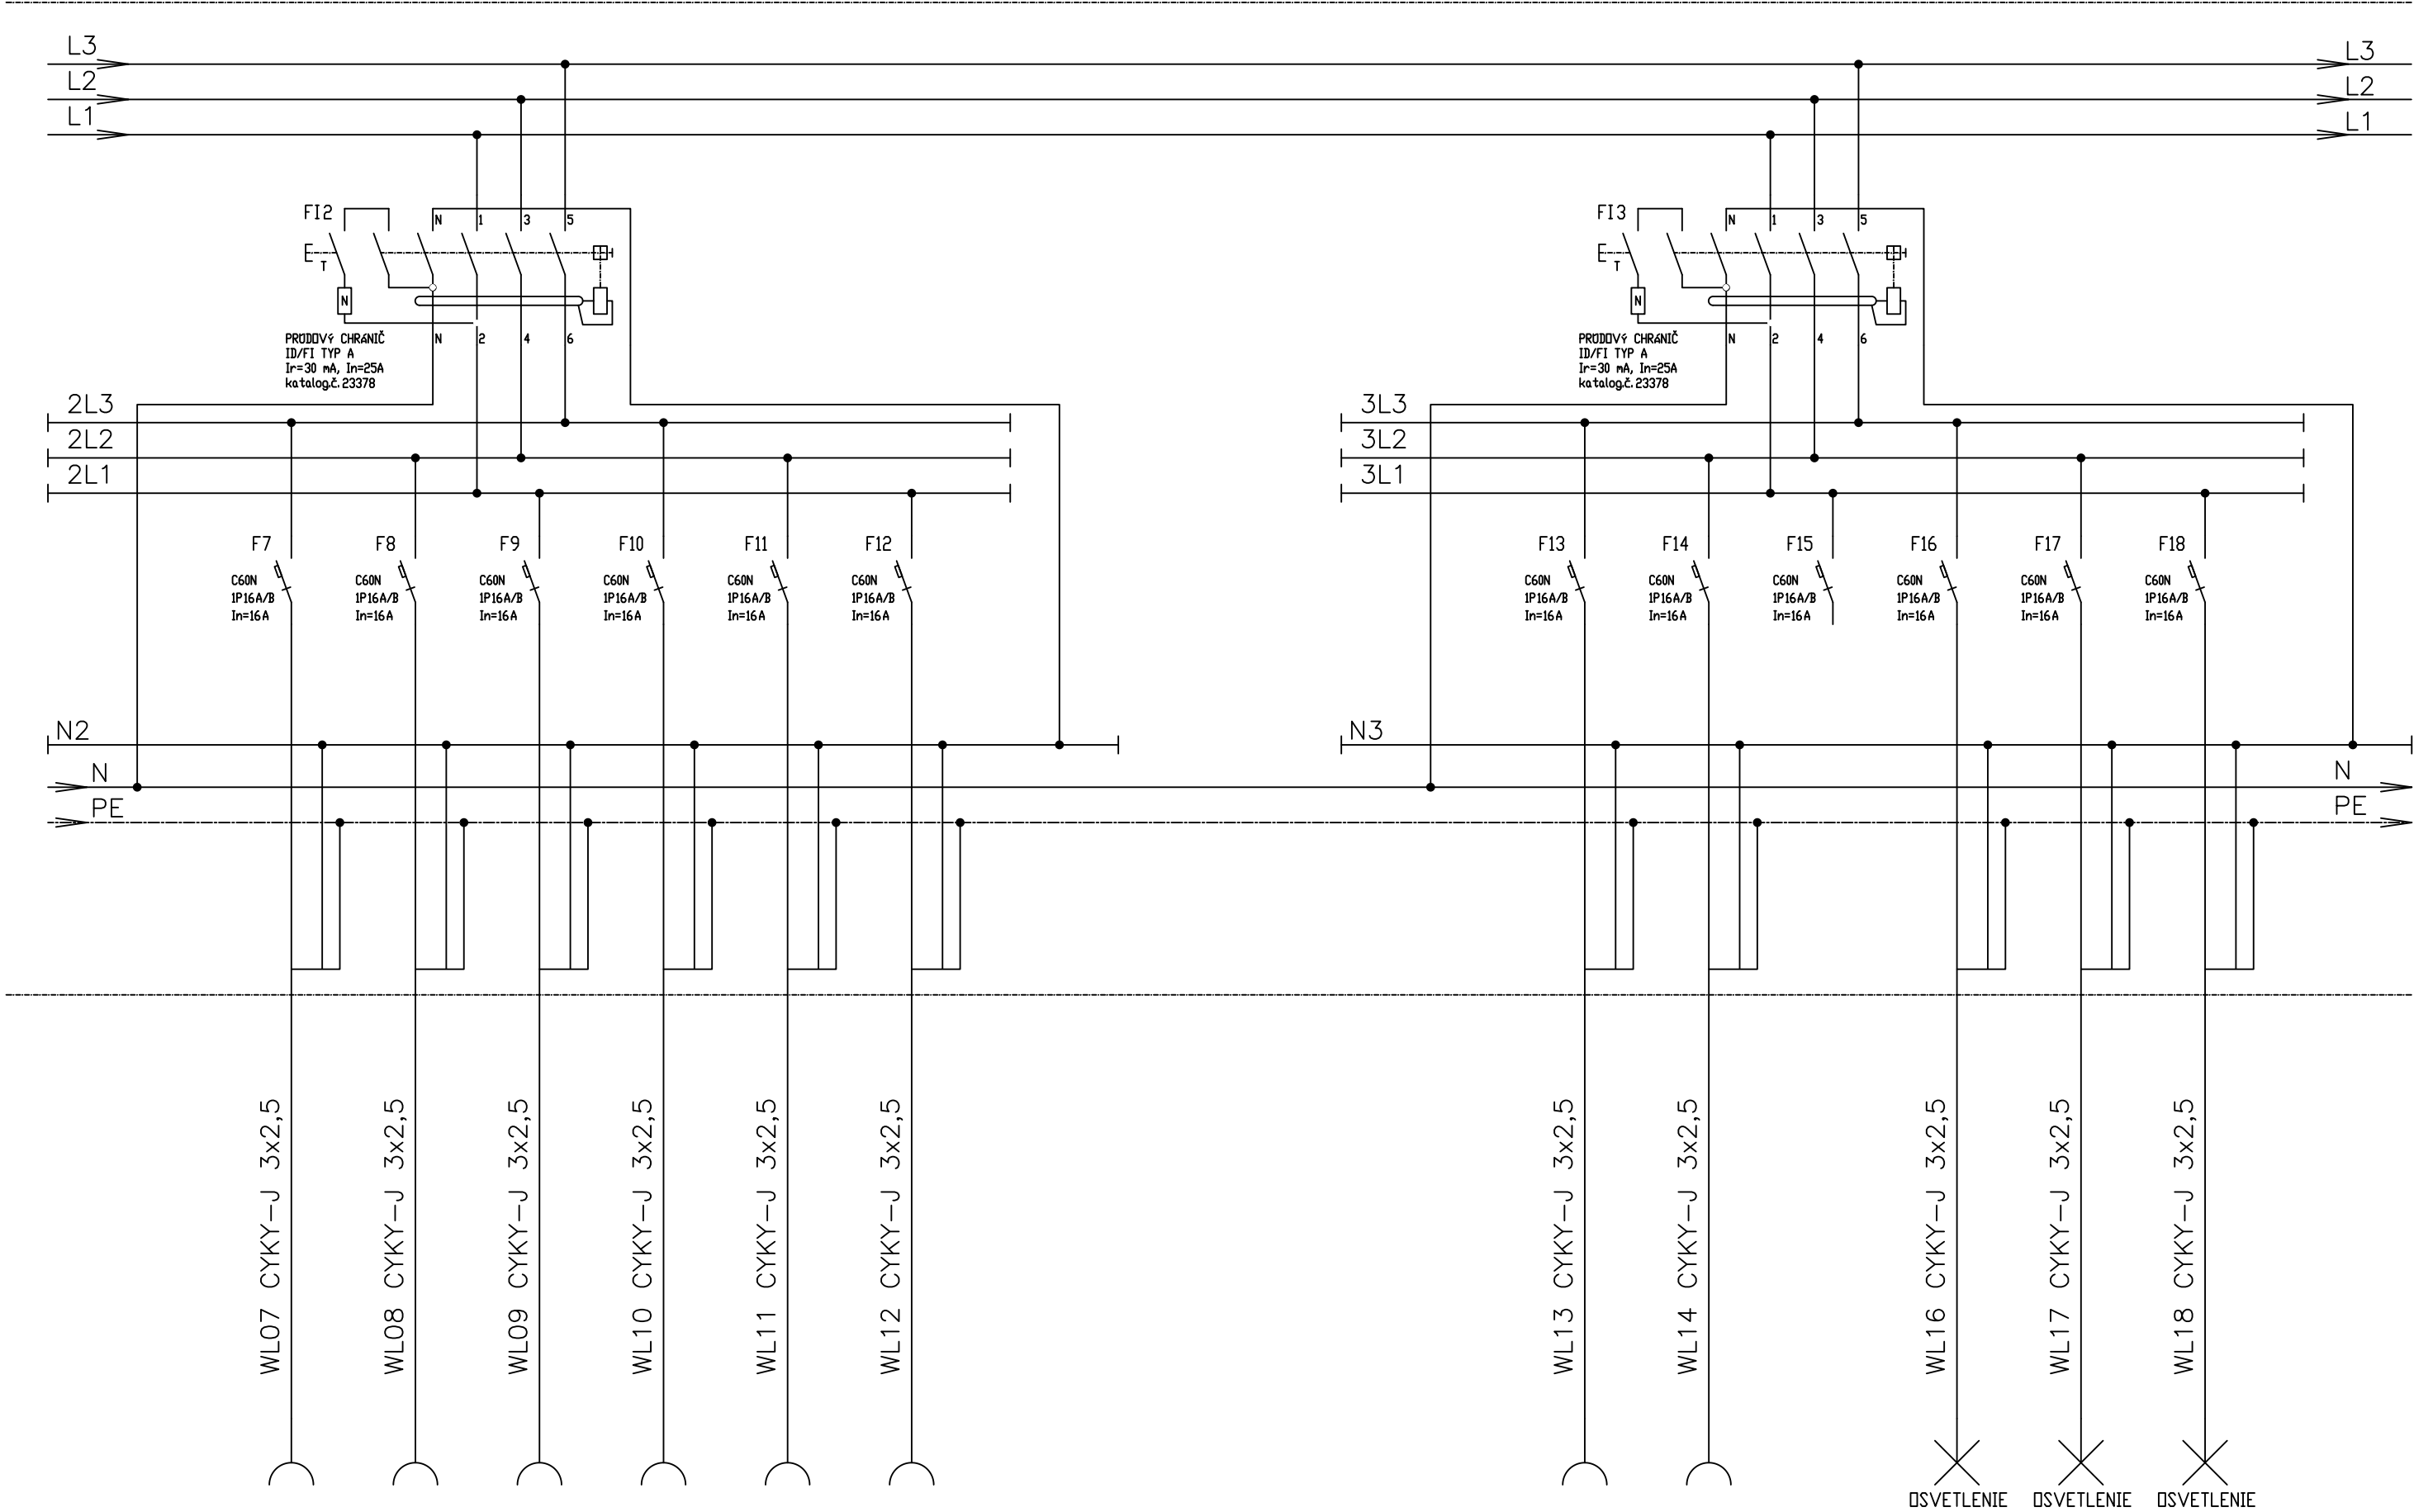 L3
L3
L2
L2
L1
L1
FI2
N
1
3
5
T
N
N
2
4
6
PRÚDOVÝ CHRÁNIČ
ID/FI TYP A
Ir=30 mA, In=25A
katalog.č. 23378
FI3
N
1
3
5
T
N
N
2
4
6
PRÚDOVÝ CHRÁNIČ
ID/FI TYP A
Ir=30 mA, In=25A
katalog.č. 23378
2L3
2L2
2L1
3L3
3L2
3L1
F7
C60N
1P16A/B
In=16A
F8
C60N
1P16A/B
In=16A
F9
C60N
1P16A/B
In=16A
F10
C60N
1P16A/B
In=16A
F11
C60N
1P16A/B
In=16A
F12
C60N
1P16A/B
In=16A
F13
C60N
1P16A/B
In=16A
F14
C60N
1P16A/B
In=16A
F15
C60N
1P16A/B
In=16A
F16
C60N
1P16A/B
In=16A
F17
C60N
1P16A/B
In=16A
F18
C60N
1P16A/B
In=16A
N2
N3
N
N
PE
PE
WL07 CYKY-J 3x2,5
WL08 CYKY-J 3x2,5
WL09 CYKY-J 3x2,5
WL10 CYKY-J 3x2,5
WL11 CYKY-J 3x2,5
WL12 CYKY-J 3x2,5
WL13 CYKY-J 3x2,5
WL14 CYKY-J 3x2,5
WL16 CYKY-J 3x2,5
WL17 CYKY-J 3x2,5
WL18 CYKY-J 3x2,5
OSVETLENIE
OSVETLENIE
OSVETLENIE